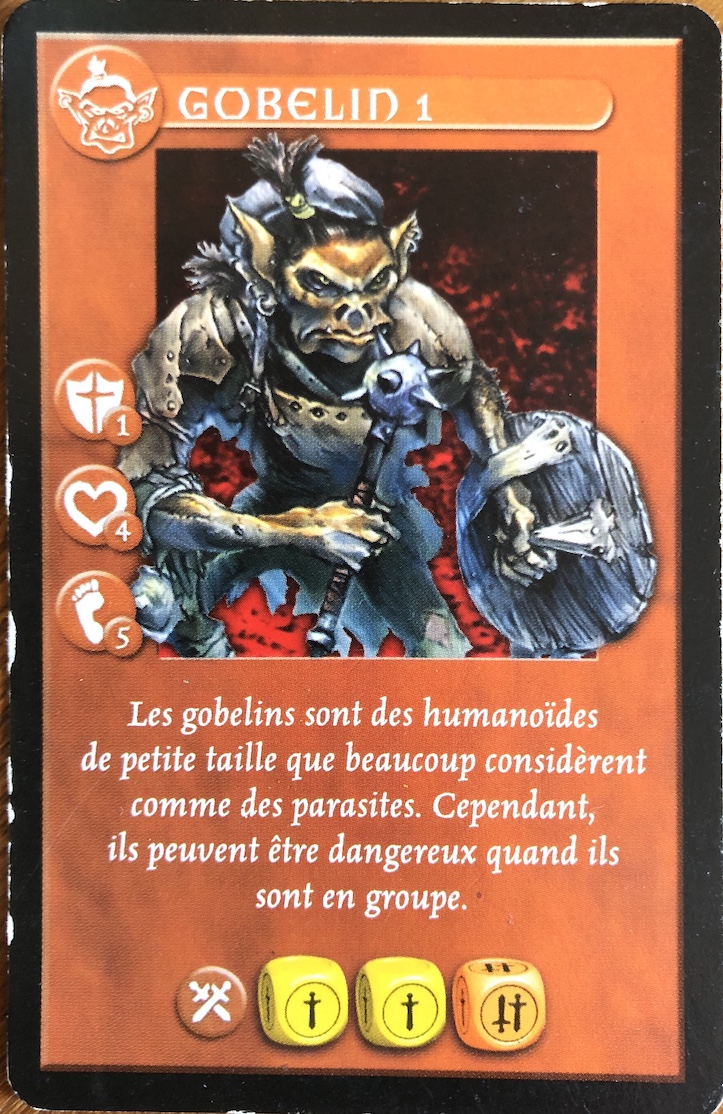 GOBELIN 1
1
4
5
Les gobelins sont des humanoïdes
de petite taille que beaucoup considèrent
comme des parasites. Cependant,
ils peuvent être dangereux quand ils
sont en groupe.